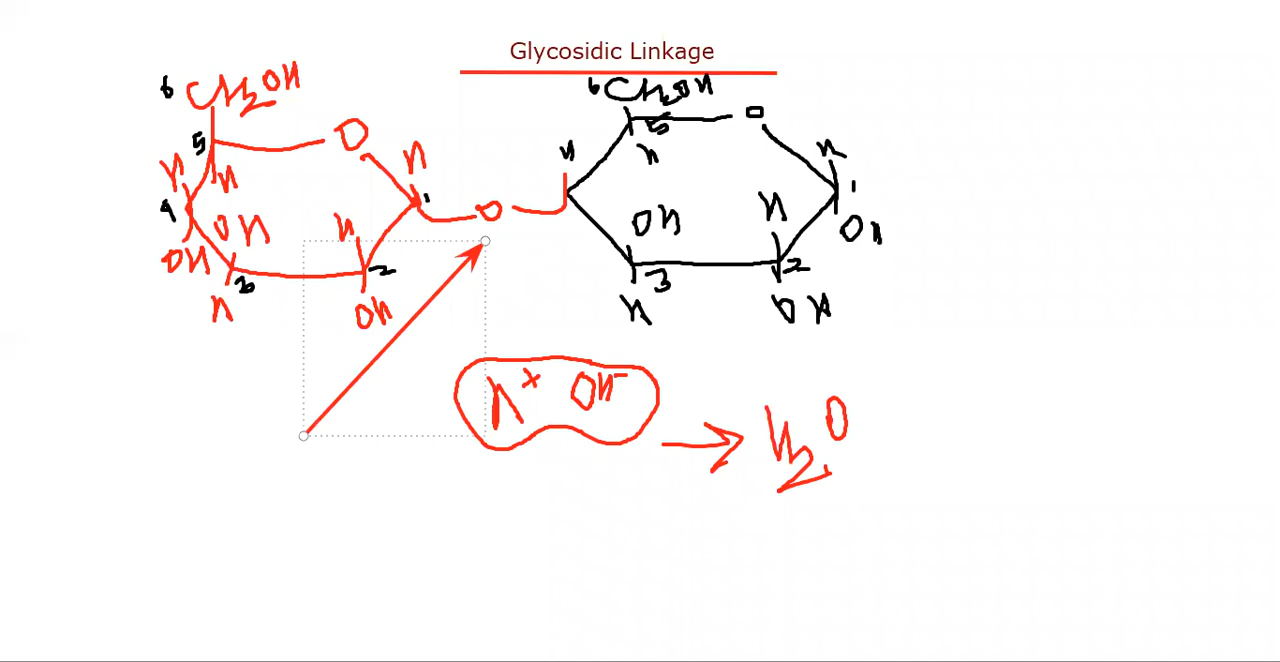 Glycosidic Linkage
6 CH2OH 6 CH2OH
5 O H H 5 O H
H H 1 O H 1
4 OH H OH H OH
OH 3 2 3 2
H OH H OH
H+ OH- → H2O